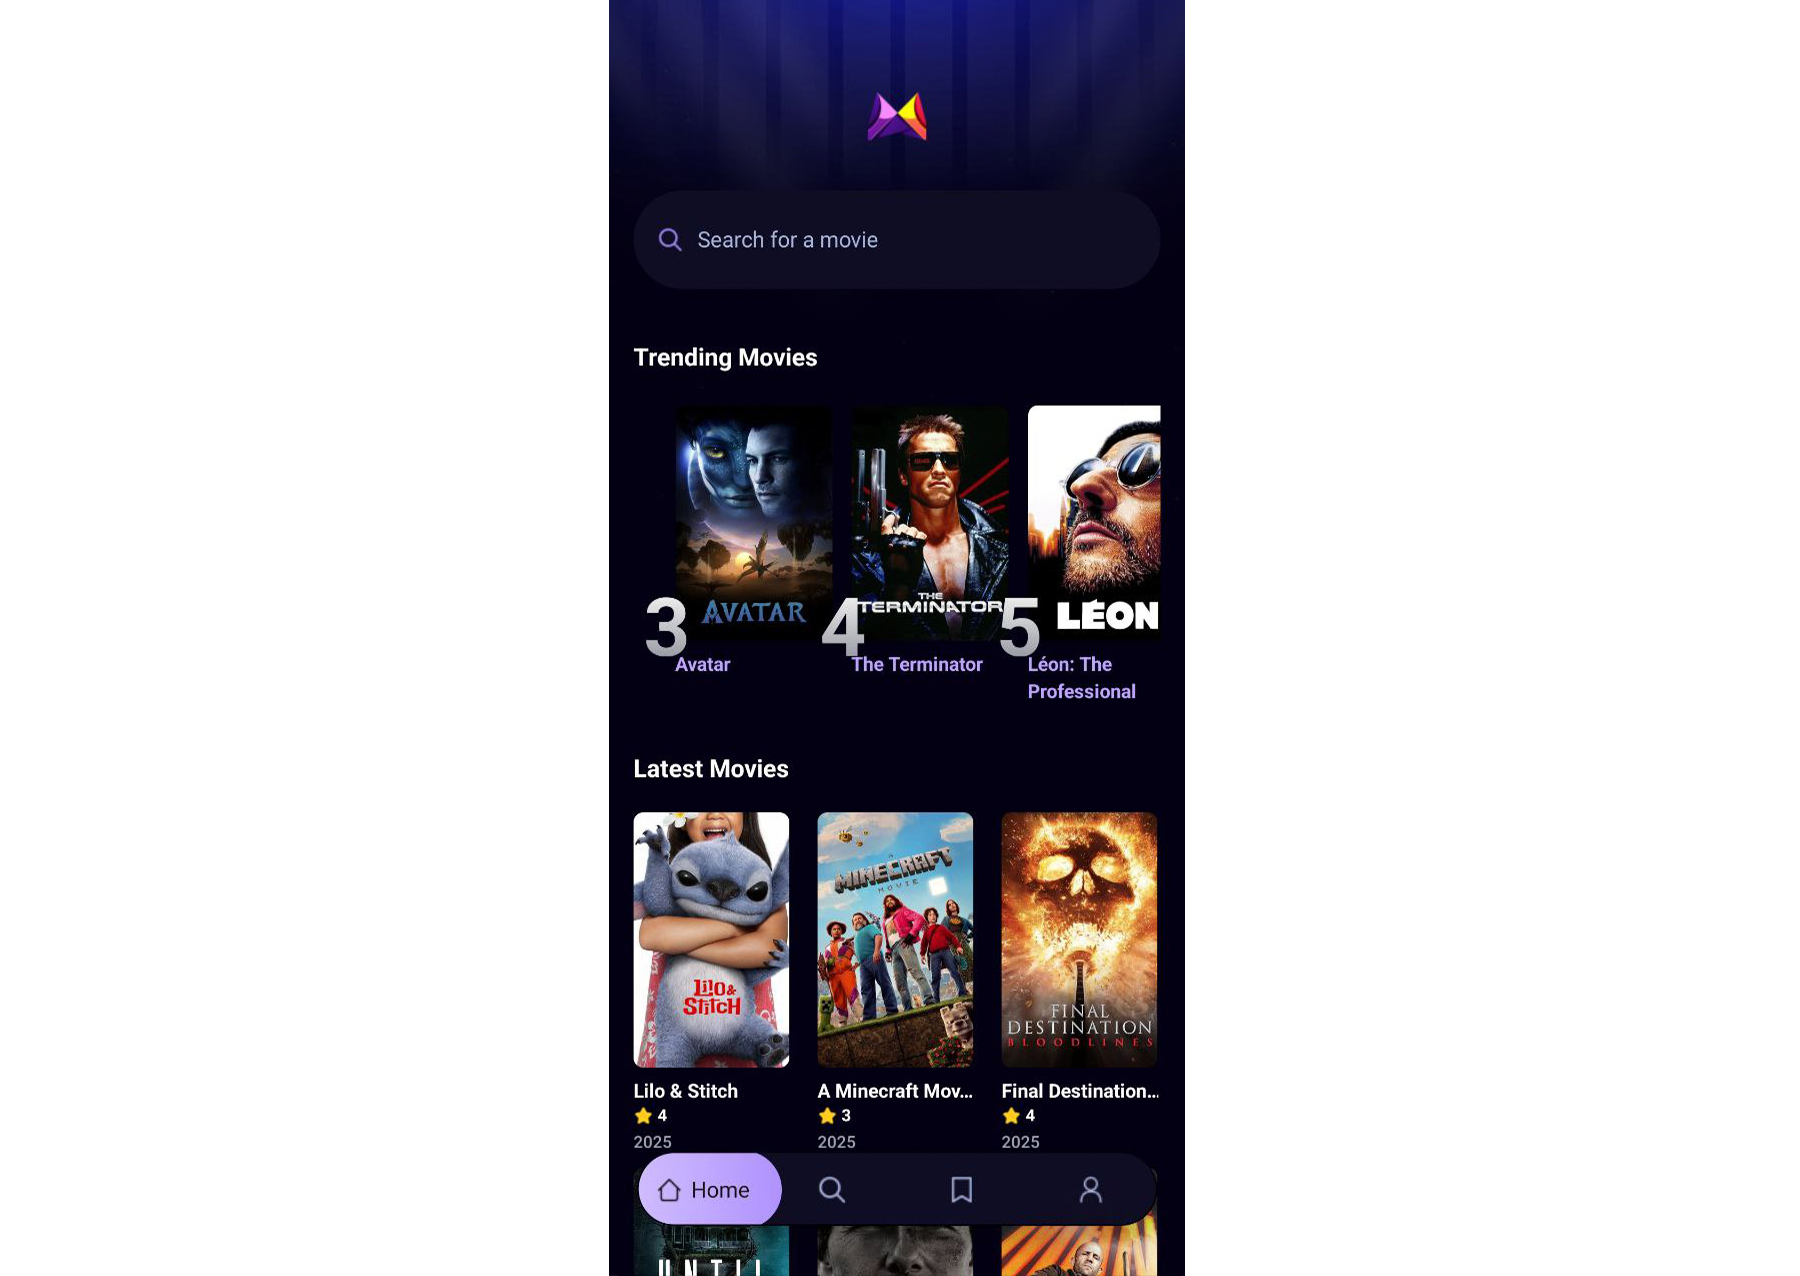 Search for a movie
Trending Movies
AVATAR
THE
TERMINATOR
LÉON
3
4
5
Avatar
The Terminator
Léon: The
Professional
Latest Movies
Lilo &
Stitch
A
MINECRAFT
MOVIE
FINAL
DESTINATION
BLOODLINES
Lilo & Stitch
A Minecraft Mov...
Final Destination...
4
3
4
2025
2025
2025
Home
UNTIL